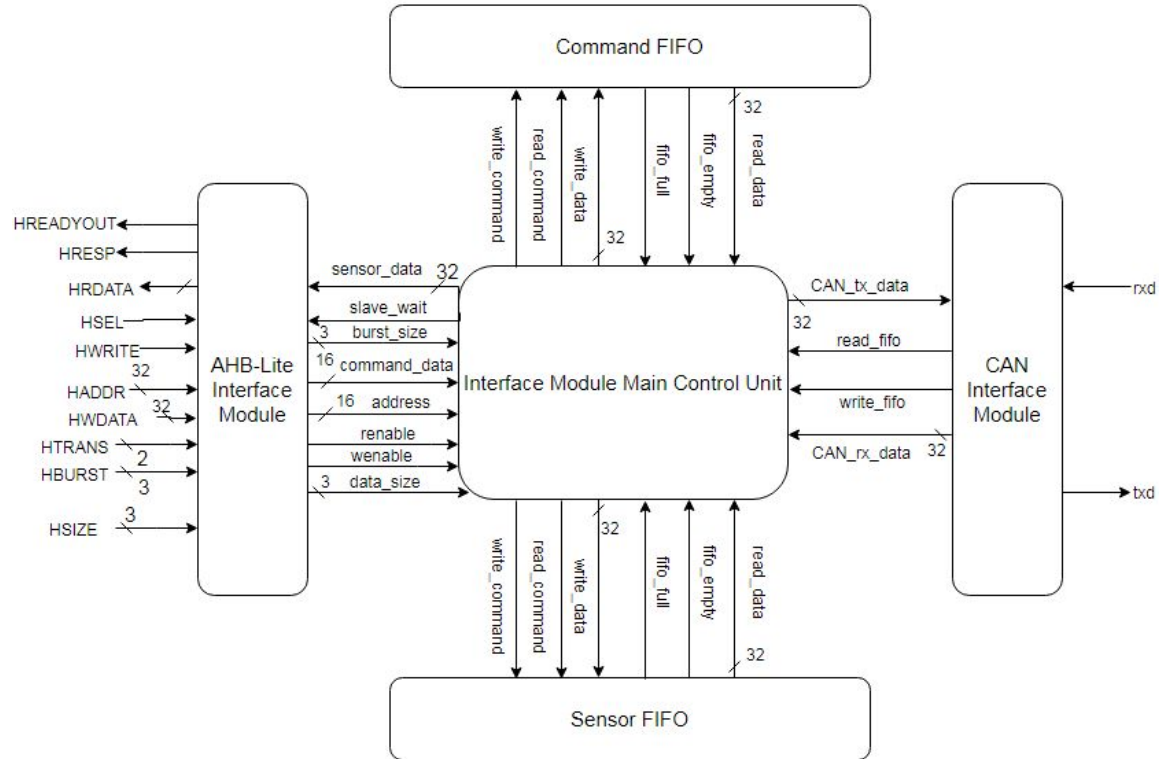 Command FIFO
32
write_command
read_command
write_data
fifo_full
fifo_empty
read_data
32
HREADYOUT
HRESP
HRDATA
HSEL
HWRITE
32
HADDR
32
HWDATA
HTRANS
2
HBURST
3
HSIZE
3
AHB-Lite
Interface
Module
sensor_data
32
slave_wait
3
burst_size
16
command_data
16
address
renable
wenable
3
data_size
Interface Module Main Control Unit
CAN_tx_data
32
read_fifo
write_fifo
CAN_rx_data
32
CAN
Interface
Module
rxd
txd
32
write_command
read_command
write_data
fifo_full
fifo_empty
read_data
32
Sensor FIFO